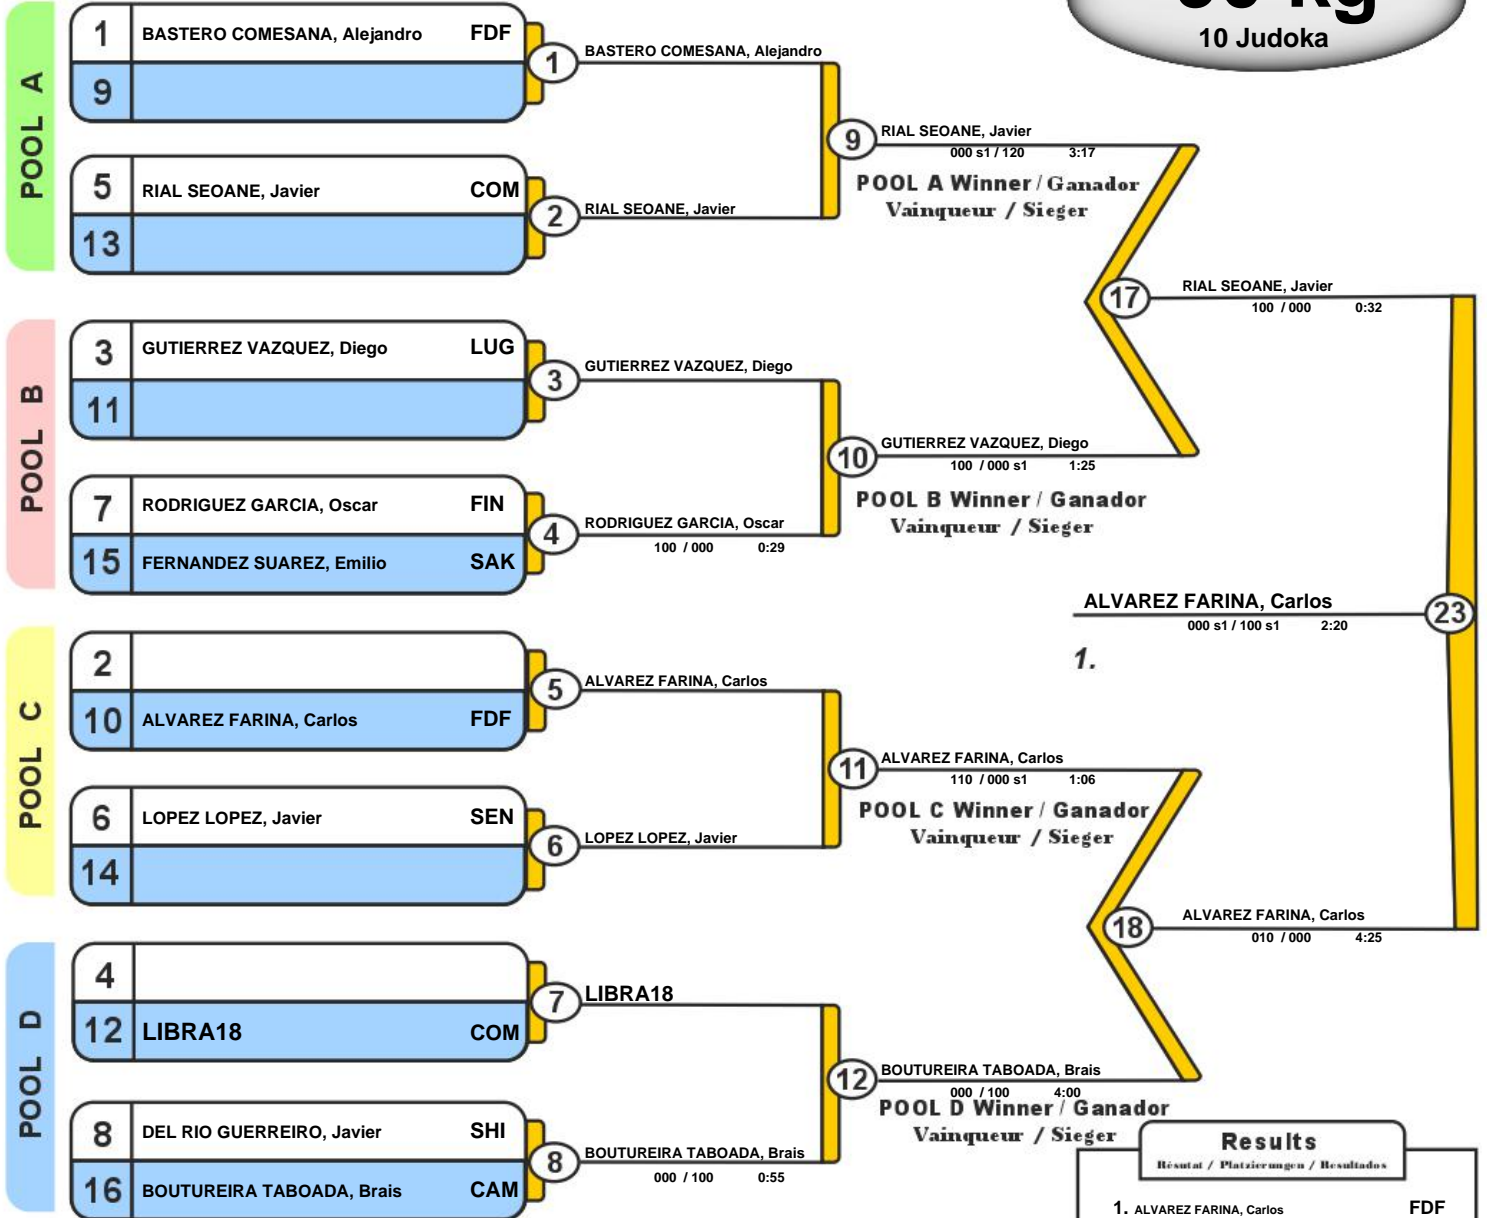 kg
10 Judoka
POOL A
1 BASTERO COMESANA, Alejandro FDF
9
1 BASTERO COMESANA, Alejandro
5 RIAL SEOANE, Javier COM
13
2 RIAL SEOANE, Javier
9 RIAL SEOANE, Javier
000 s1 / 120 3:17
POOL A Winner / Ganador
Vainqueur / Sieger
POOL B
3 GUTIERREZ VAZQUEZ, Diego LUG
11
3 GUTIERREZ VAZQUEZ, Diego
7 RODRIGUEZ GARCIA, Oscar FIN
15 FERNANDEZ SUAREZ, Emilio SAK
4 RODRIGUEZ GARCIA, Oscar
100 / 000 0:29
10 GUTIERREZ VAZQUEZ, Diego
100 / 000 s1 1:25
POOL B Winner / Ganador
Vainqueur / Sieger
17 RIAL SEOANE, Javier
100 / 000 0:32
POOL C
2
10 ALVAREZ FARINA, Carlos FDF
5 ALVAREZ FARINA, Carlos
6 LOPEZ LOPEZ, Javier SEN
14
6 LOPEZ LOPEZ, Javier
11 ALVAREZ FARINA, Carlos
110 / 000 s1 1:06
POOL C Winner / Ganador
Vainqueur / Sieger
POOL D
4
12 LIBRA18 COM
7 LIBRA18
8 DEL RIO GUERREIRO, Javier SHI
16 BOUTUREIRA TABOADA, Brais CAM
8 BOUTUREIRA TABOADA, Brais
000 / 100 0:55
12 BOUTUREIRA TABOADA, Brais
000 / 100 4:00
POOL D Winner / Ganador
Vainqueur / Sieger
18 ALVAREZ FARINA, Carlos
010 / 000 4:25
ALVAREZ FARINA, Carlos 23
000 s1 / 100 s1 2:20
1.
Results
Résutat / Platzierungen / Resultados
1. ALVAREZ FARINA, Carlos FDF